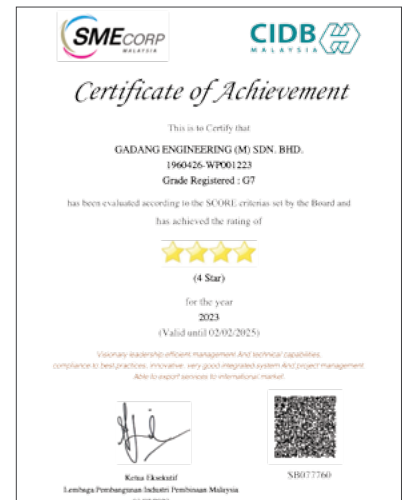 SMECORP
MALAYSIA
CIDB
MALAYSIA
Certificate of Achievement
This is to Certify that
GADANG ENGINEERING (M) SDN. BHD.
1960426-WP001223
Grade Registered : G7
has been evaluated according to the SCORE criterias set by the Board and
has achieved the rating of
(4 Star)
for the year
2023
(Valid until 02/02/2025)
Visionary leadership efficient management And technical capabilities,
compliance to best practices, innovative, very good integrated system And project management
Able to export services to international market.
Ketua Eksekutif
Lembaga Pembangunan Industri Pembinaan Malaysia
SB077760